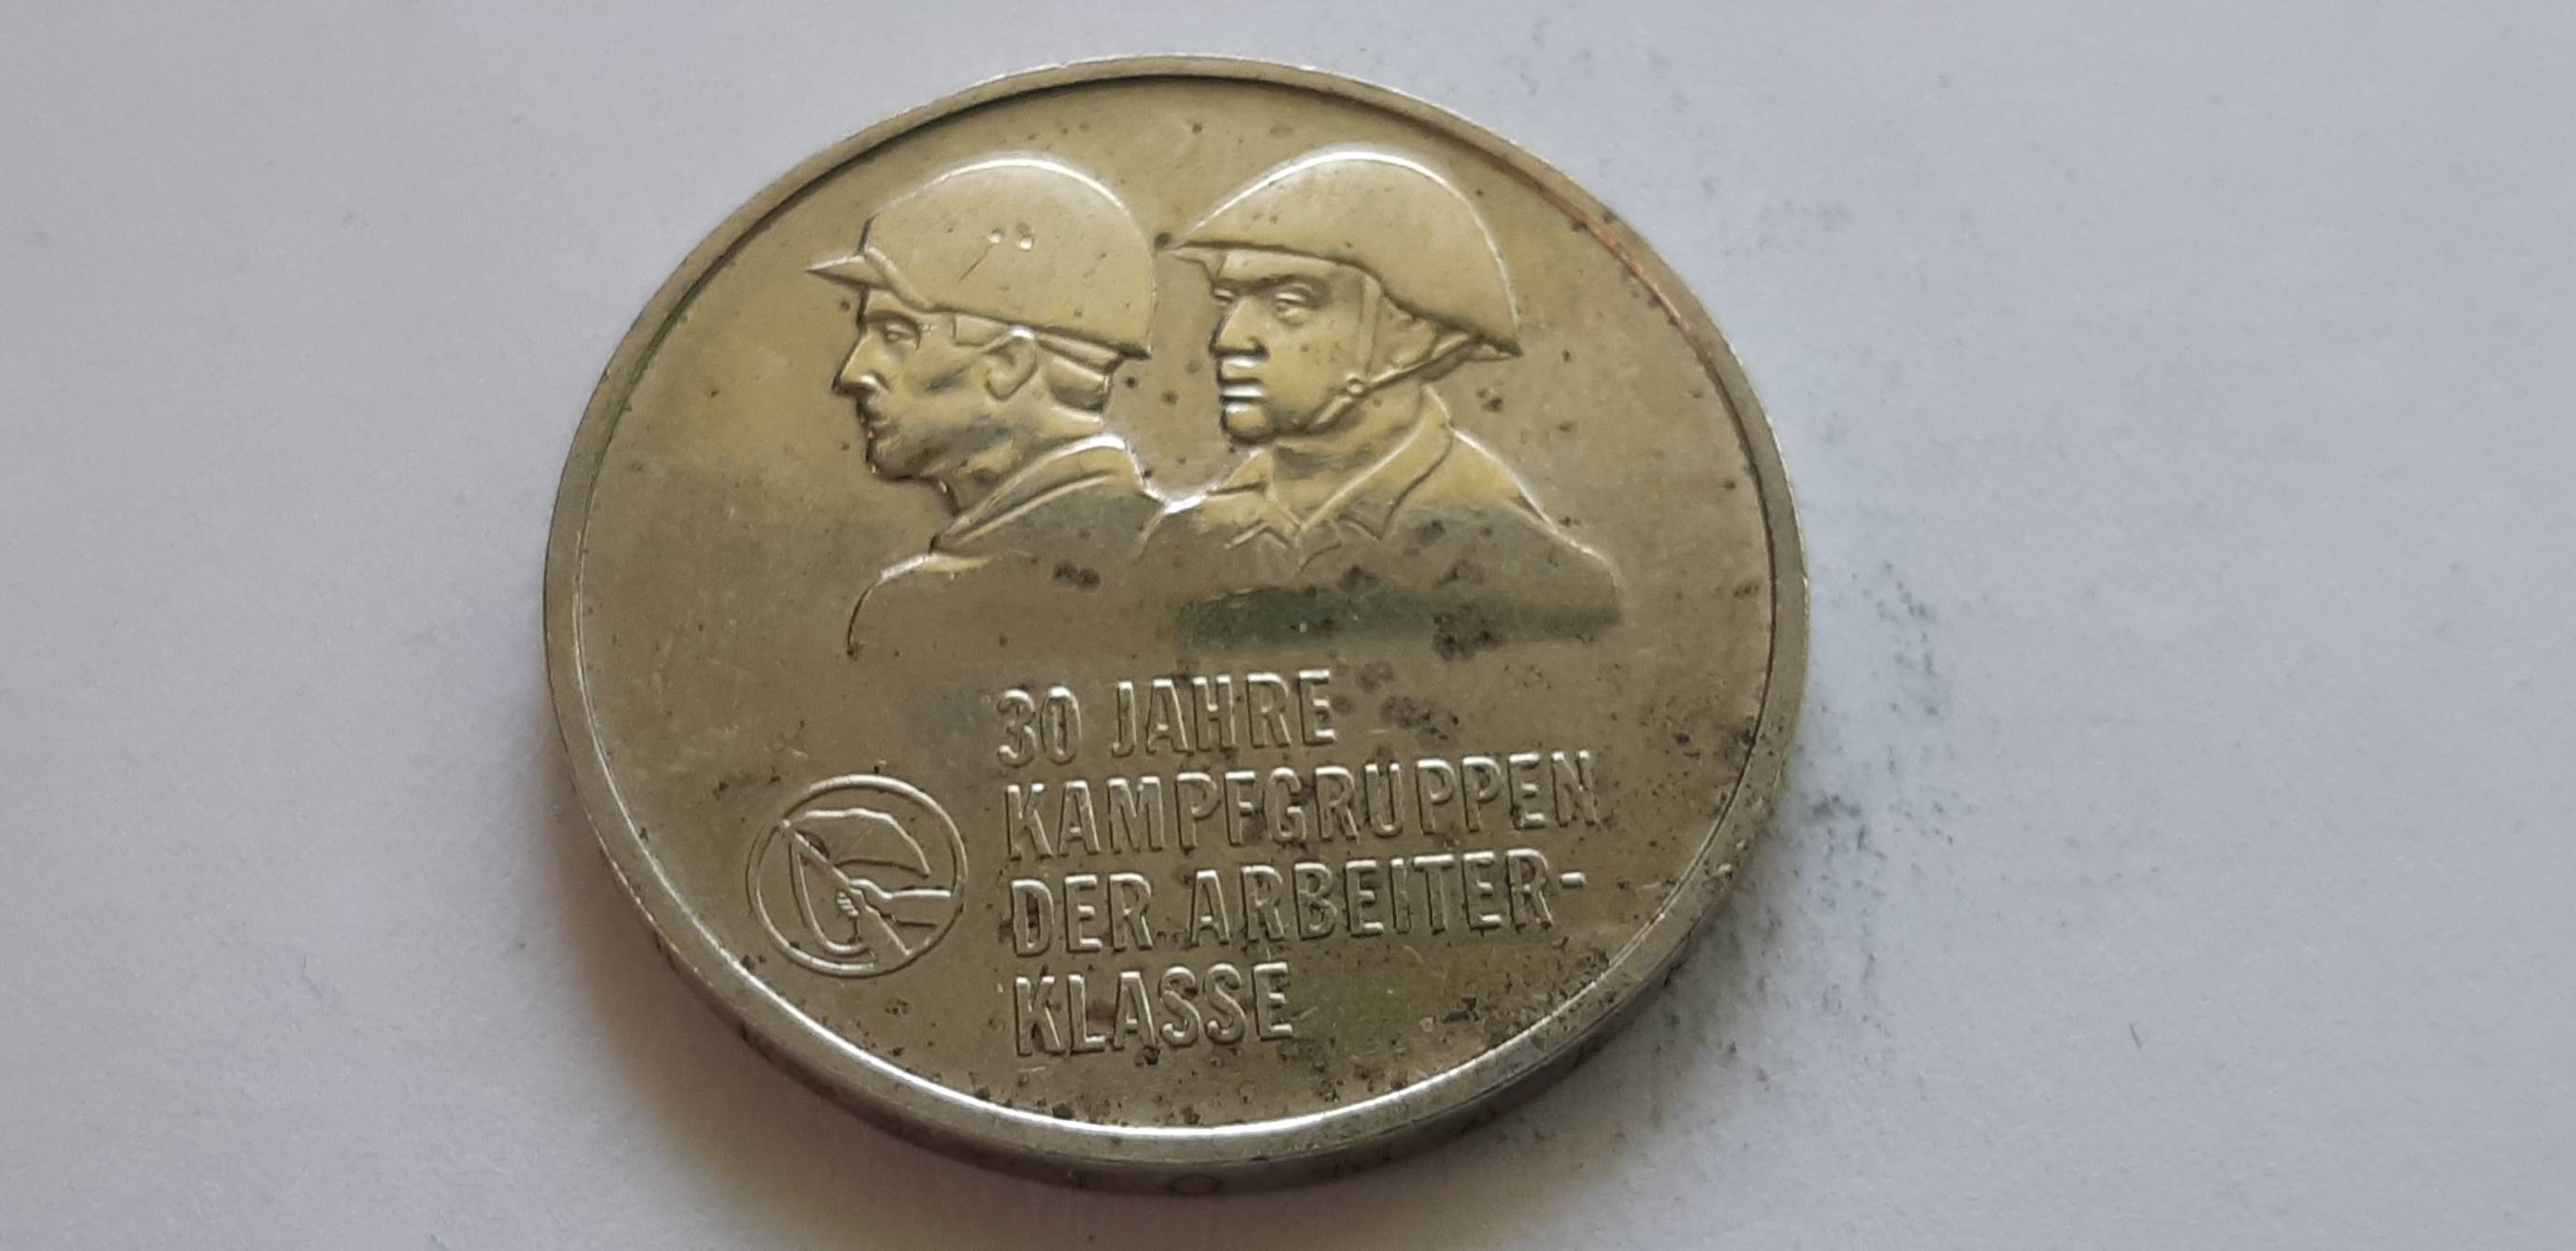 30 JAHRE
KAMPFGRUPPEN
DER ARBEITER-
KLASSE